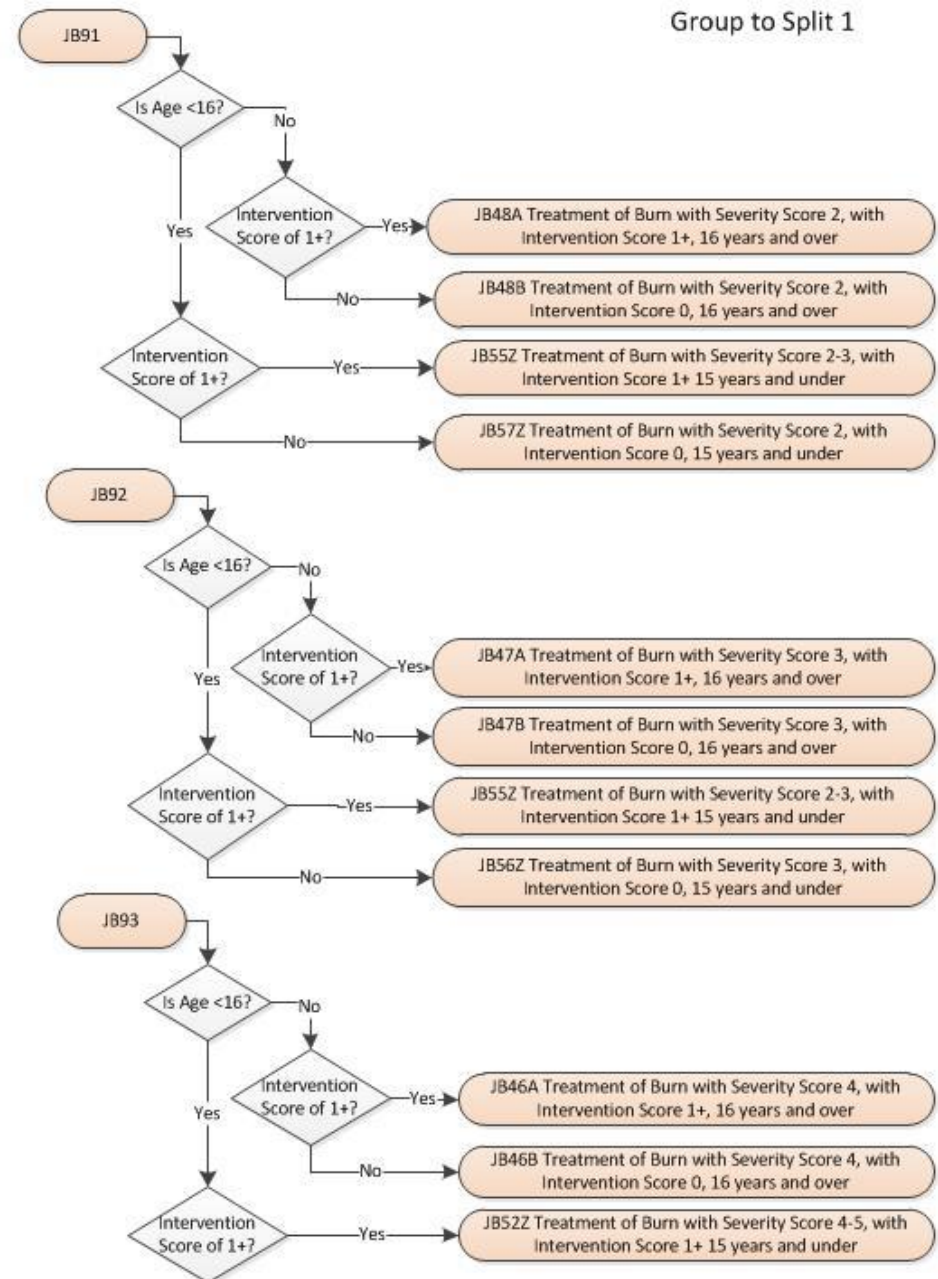 Group to Split 1
JB91
Is Age <16?
No
Yes
Intervention
Score of 1+?
Yes
JB48A Treatment of Burn with Severity Score 2, with
Intervention Score 1+, 16 years and over
No
JB48B Treatment of Burn with Severity Score 2, with
Intervention Score 0, 16 years and over
Intervention
Score of 1+?
Yes
JB55Z Treatment of Burn with Severity Score 2-3, with
Intervention Score 1+ 15 years and under
No
JB57Z Treatment of Burn with Severity Score 2, with
Intervention Score 0, 15 years and under
JB92
Is Age <16?
No
Yes
Intervention
Score of 1+?
Yes
JB47A Treatment of Burn with Severity Score 3, with
Intervention Score 1+, 16 years and over
No
JB47B Treatment of Burn with Severity Score 3, with
Intervention Score 0, 16 years and over
Intervention
Score of 1+?
Yes
JB55Z Treatment of Burn with Severity Score 2-3, with
Intervention Score 1+ 15 years and under
No
JB56Z Treatment of Burn with Severity Score 3, with
Intervention Score 0, 15 years and under
JB93
Is Age <16?
No
Yes
Intervention
Score of 1+?
Yes
JB46A Treatment of Burn with Severity Score 4, with
Intervention Score 1+, 16 years and over
No
JB46B Treatment of Burn with Severity Score 4, with
Intervention Score 0, 16 years and over
Intervention
Score of 1+?
Yes
JB52Z Treatment of Burn with Severity Score 4-5, with
Intervention Score 1+ 15 years and under